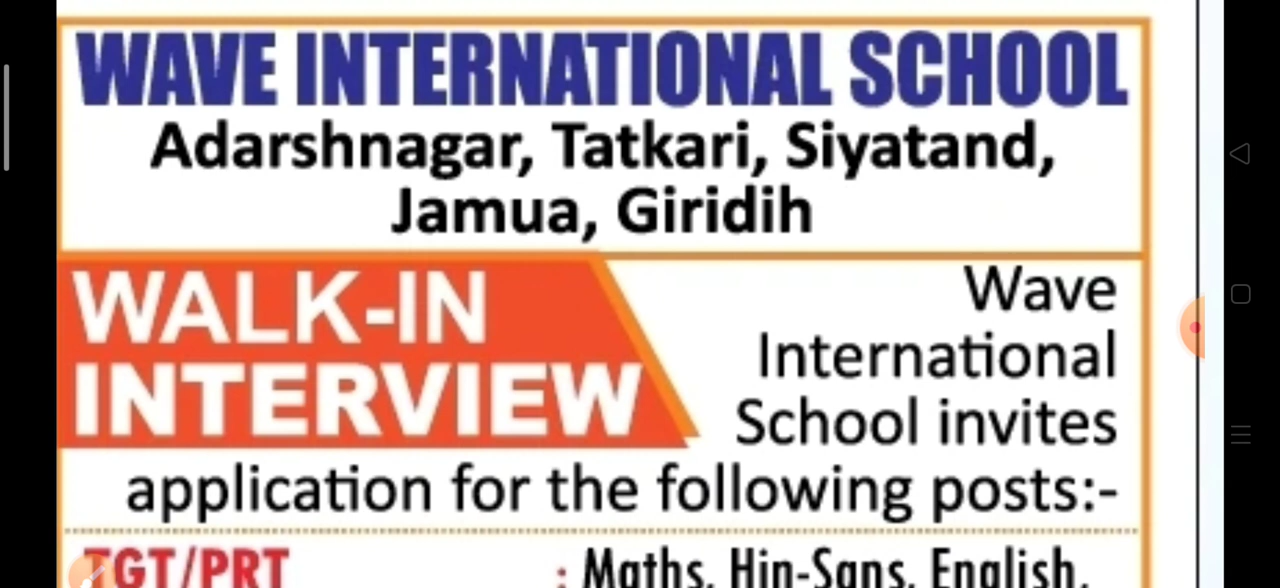 WAVE INTERNATIONAL SCHOOL
Adarshnagar, Tatkari, Siyatand,
Jamua, Giridih
WALK-IN
INTERVIEW
Wave
International
School invites
application for the following posts:-
TGT/PRT : Maths, Hin-Sans, English,